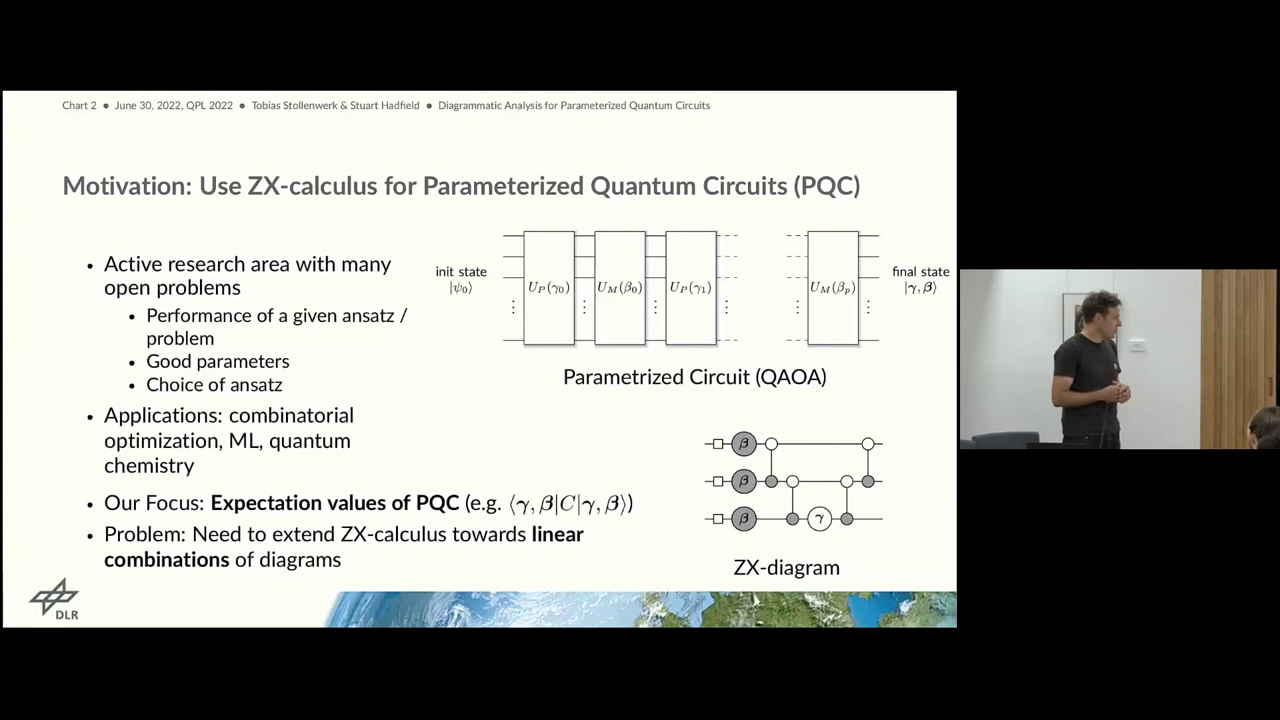 Chart 2 • June 30, 2022, QPL 2022 • Tobias Stollenwerk & Stuart Hadfield • Diagrammatic Analysis for Parameterized Quantum Circuits
Motivation: Use ZX-calculus for Parameterized Quantum Circuits (PQC)
• Active research area with many
open problems
• Performance of a given ansatz /
problem
• Good parameters
• Choice of ansatz
• Applications: combinatorial
optimization, ML, quantum
chemistry
• Our Focus: Expectation values of PQC (e.g. ⟨γ, β|C|γ, β⟩)
• Problem: Need to extend ZX-calculus towards linear
combinations of diagrams
init state
|ψ₀⟩
U_P(γ₀) U_M(β₀) U_P(γ₁) U_M(β_p)
final state
|γ, β⟩
Parametrized Circuit (QAOA)
β
β
β γ
ZX-diagram
DLR